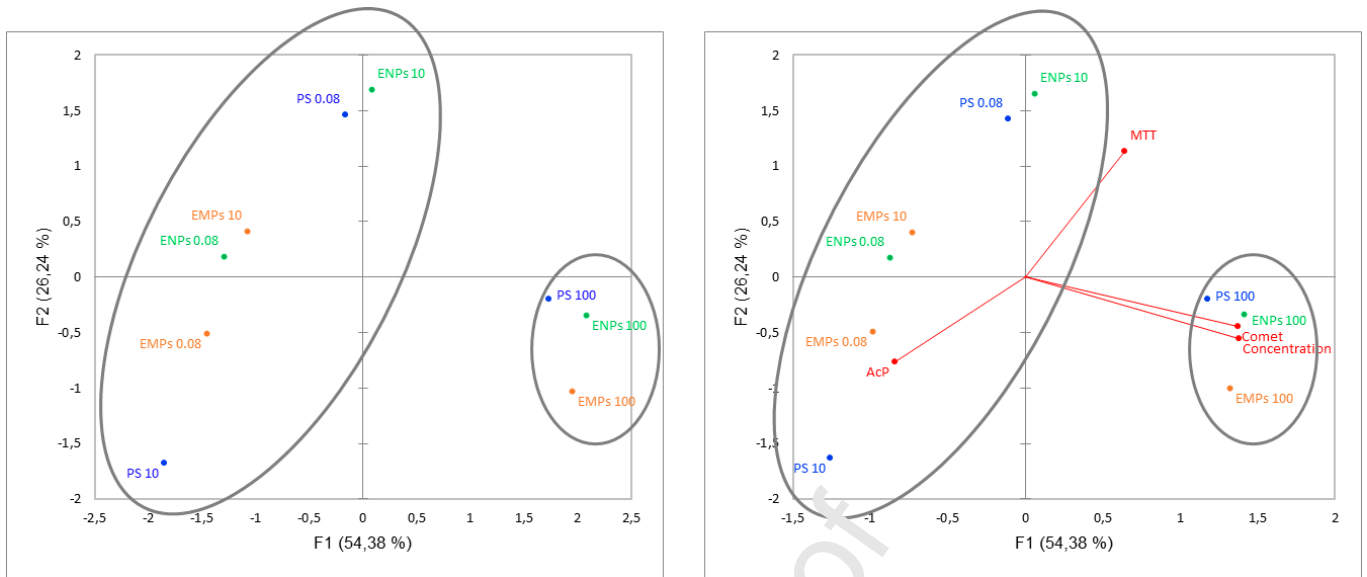 2
1,5
1
0,5
0
-0,5
-1
-1,5
-2
F2 (26,24 %)
ENPs 10
PS 0.08
EMPs 10
ENPs 0.08
EMPs 0.08
PS 10
PS 100
ENPs 100
EMPs 100
-2,5 -2 -1,5 -1 -0,5 0 0,5 1 1,5 2 2,5
F1 (54,38 %)
2
1,5
1
0,5
0
-0,5
-1
-1,5
-2
F2 (26,24 %)
ENPs 10
PS 0.08
MTT
EMPs 10
ENPs 0.08
EMPs 0.08
AcP
PS 10
PS 100
ENPs 100
Comet
Concentration
EMPs 100
-1,5 -1 -0,5 0 0,5 1 1,5 2
F1 (54,38 %)